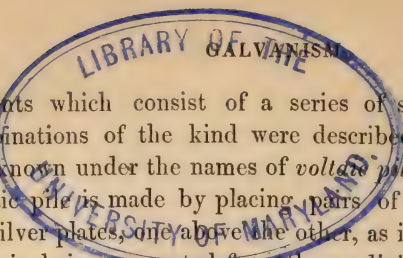 GALVANISM
LIBRARY OF THE
UNIVERSITY OF MARYLAND.
nts which consist of a series of s
inations of the kind were describe
known under the names of voltaic
ic pile is made by placing pairs of
ilver plates, one above the other, as i